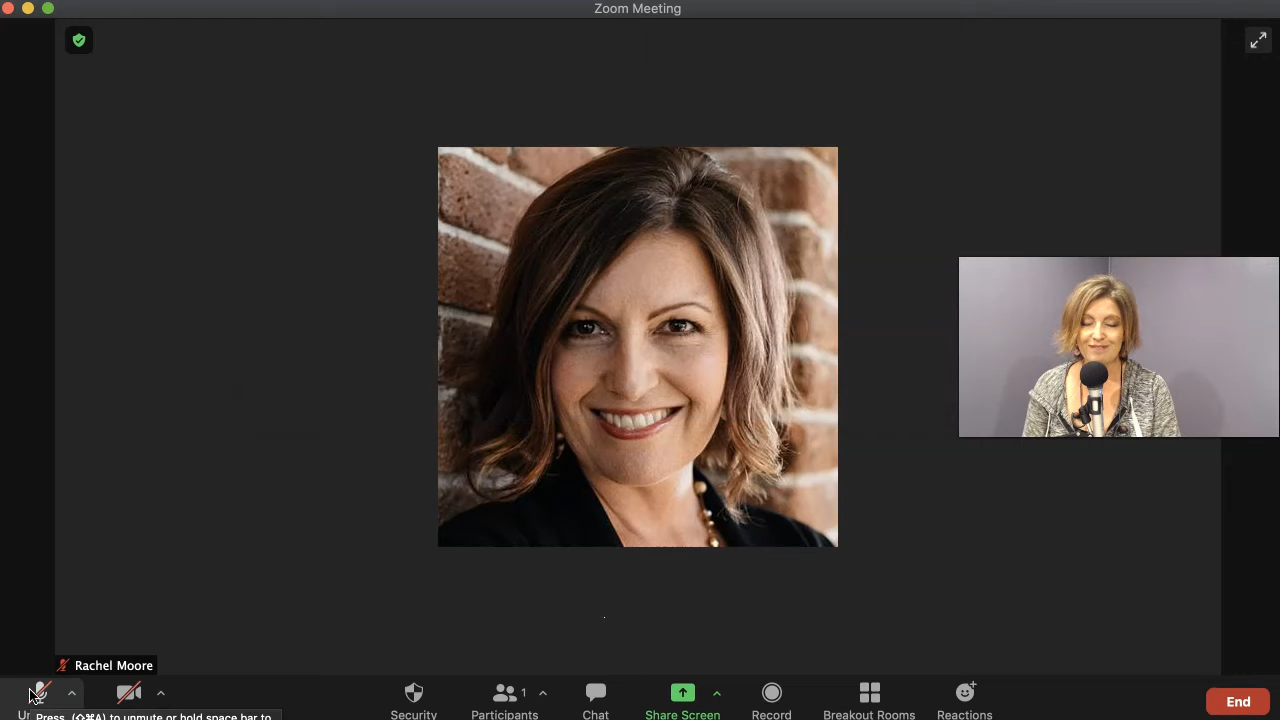 Zoom Meeting
Rachel Moore
Press (⇧⌘A) to unmute or hold space bar to
Security
Participants
1
Chat
Share Screen
Record
Breakout Rooms
Reactions
End